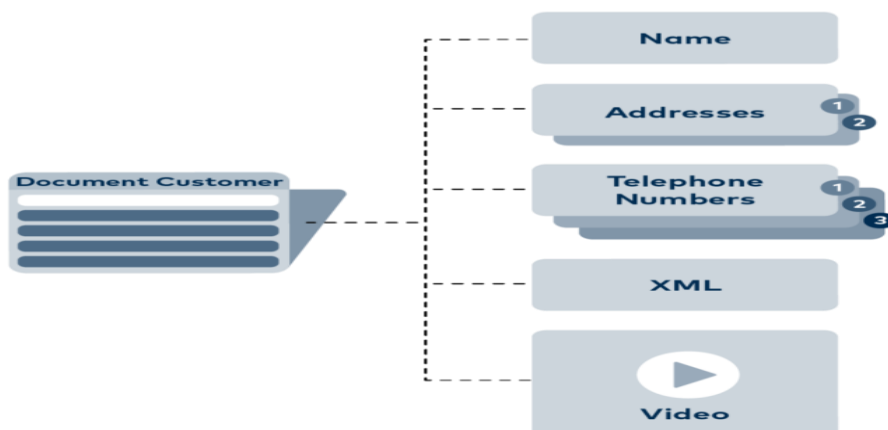 Document Customer
Name
Addresses
1
2
Telephone
Numbers
1
2
3
XML
Video